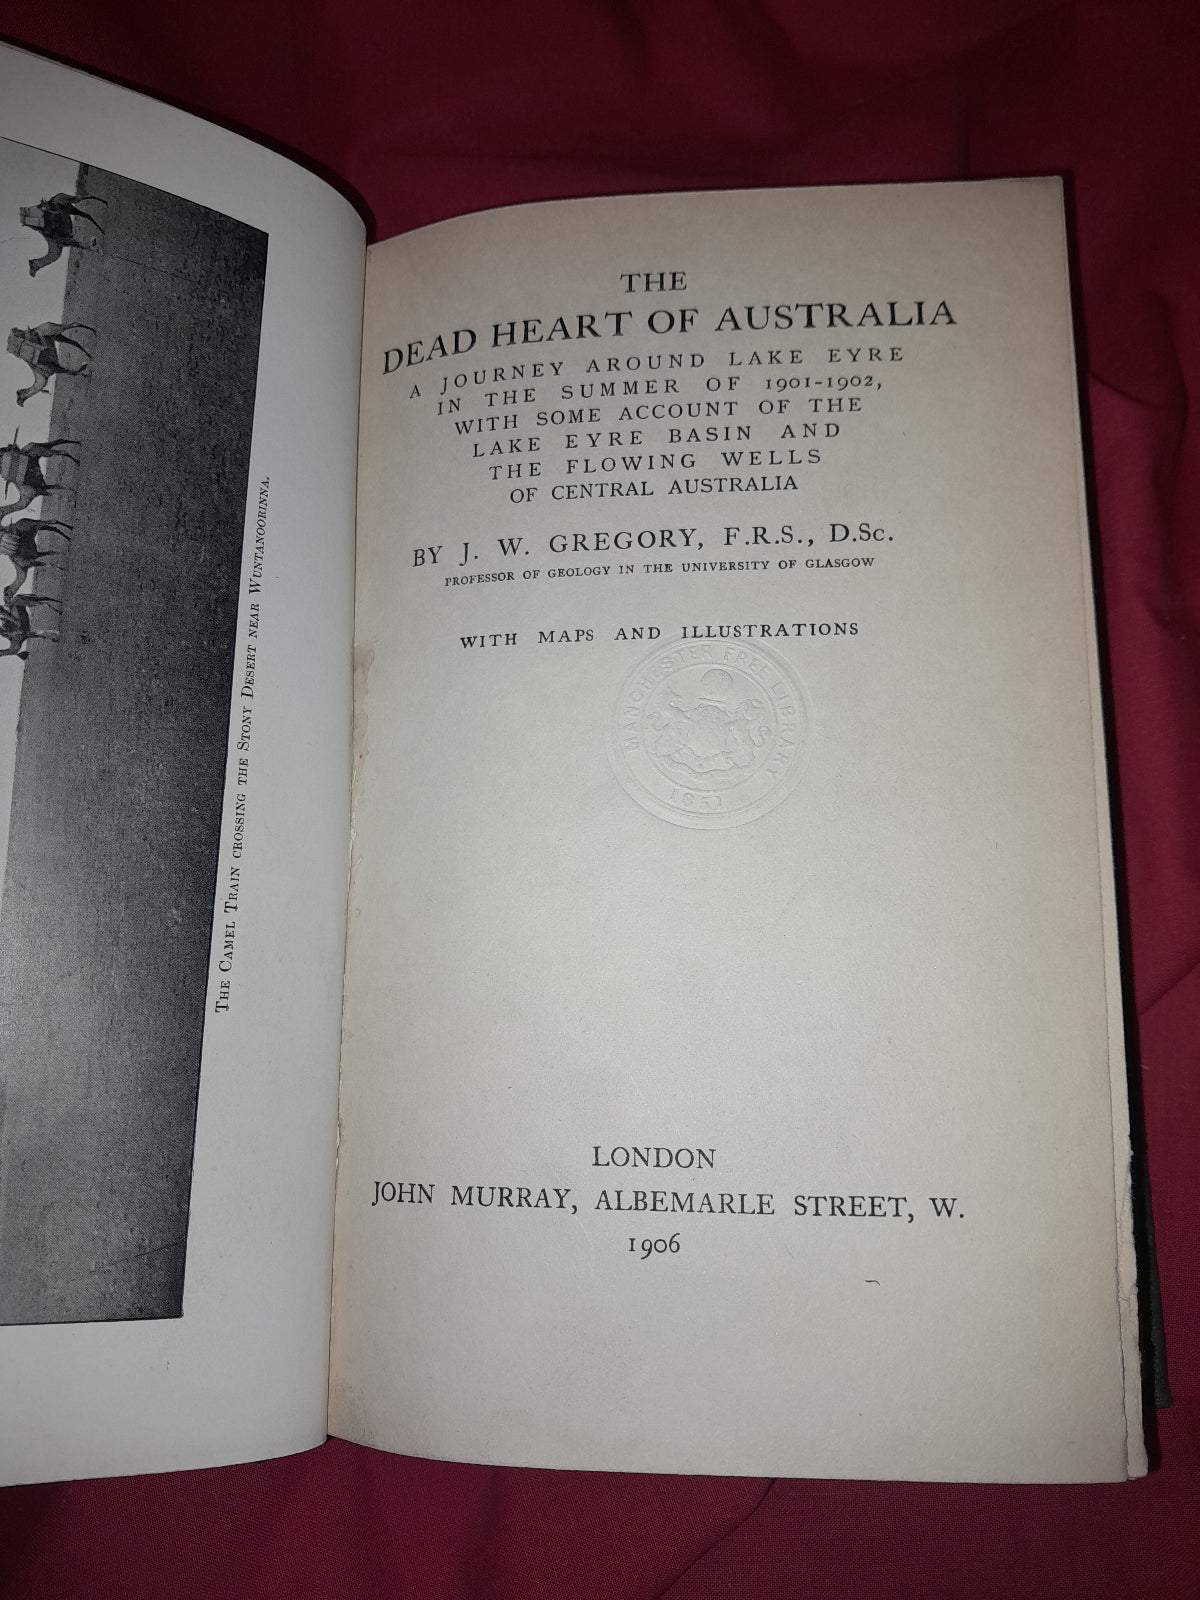 THE CAMEL TRAIN CROSSING THE STONY DESERT NEAR WUNTANOORINNA.
THE
DEAD HEART OF AUSTRALIA
A JOURNEY AROUND LAKE EYRE
IN THE SUMMER OF 1901-1902,
WITH SOME ACCOUNT OF THE
LAKE EYRE BASIN AND
THE FLOWING WELLS
OF CENTRAL AUSTRALIA
BY J. W. GREGORY, F.R.S., D.Sc.
PROFESSOR OF GEOLOGY IN THE UNIVERSITY OF GLASGOW
WITH MAPS AND ILLUSTRATIONS
MANCHESTER FREE LIBRARY
1851
LONDON
JOHN MURRAY, ALBEMARLE STREET, W.
1906